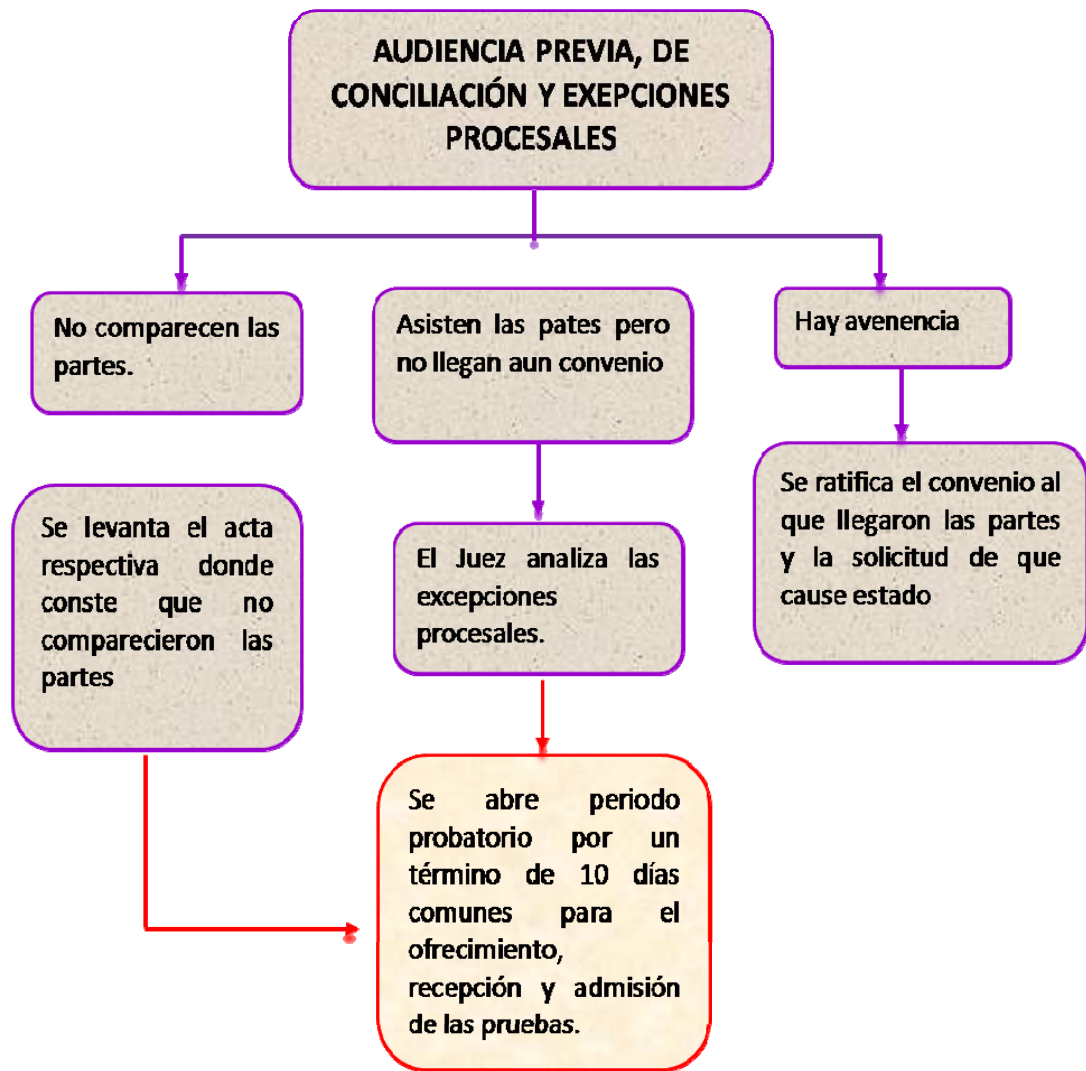 AUDIENCIA PREVIA, DE
CONCILIACIÓN Y EXEPCIONES
PROCESALES
No comparecen las
partes.
Asisten las pates pero
no llegan aun convenio
Hay avenencia
Se levanta el acta
respectiva donde
conste que no
comparecieron las
partes
El Juez analiza las
excepciones
procesales.
Se ratifica el convenio al
que llegaron las partes
y la solicitud de que
cause estado
Se abre periodo
probatorio por un
término de 10 días
comunes para el
ofrecimiento,
recepción y admisión
de las pruebas.